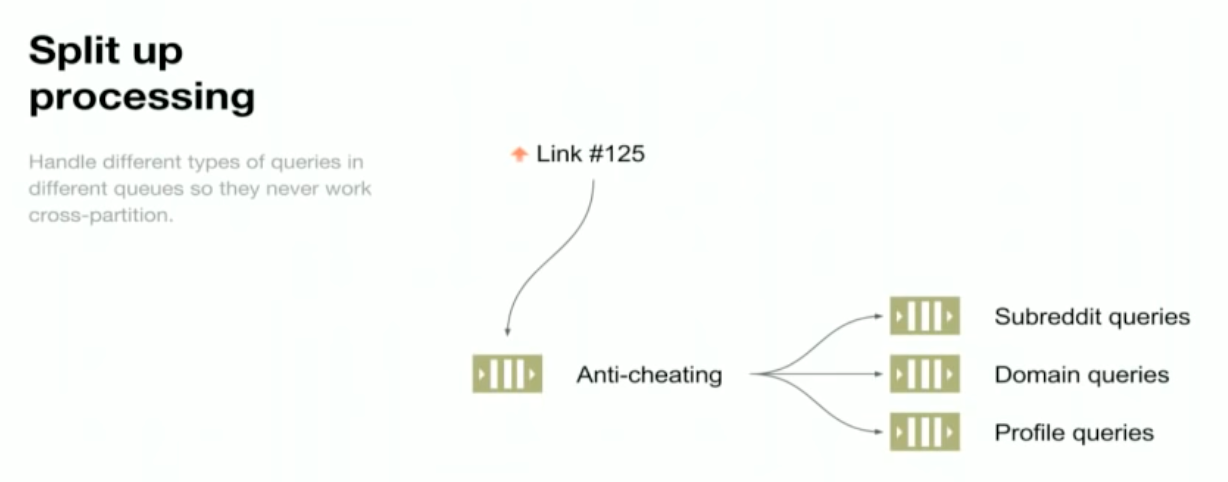 Split up
processing
Handle different types of queries in
different queues so they never work
cross-partition.
Link #125
Anti-cheating
Subreddit queries
Domain queries
Profile queries